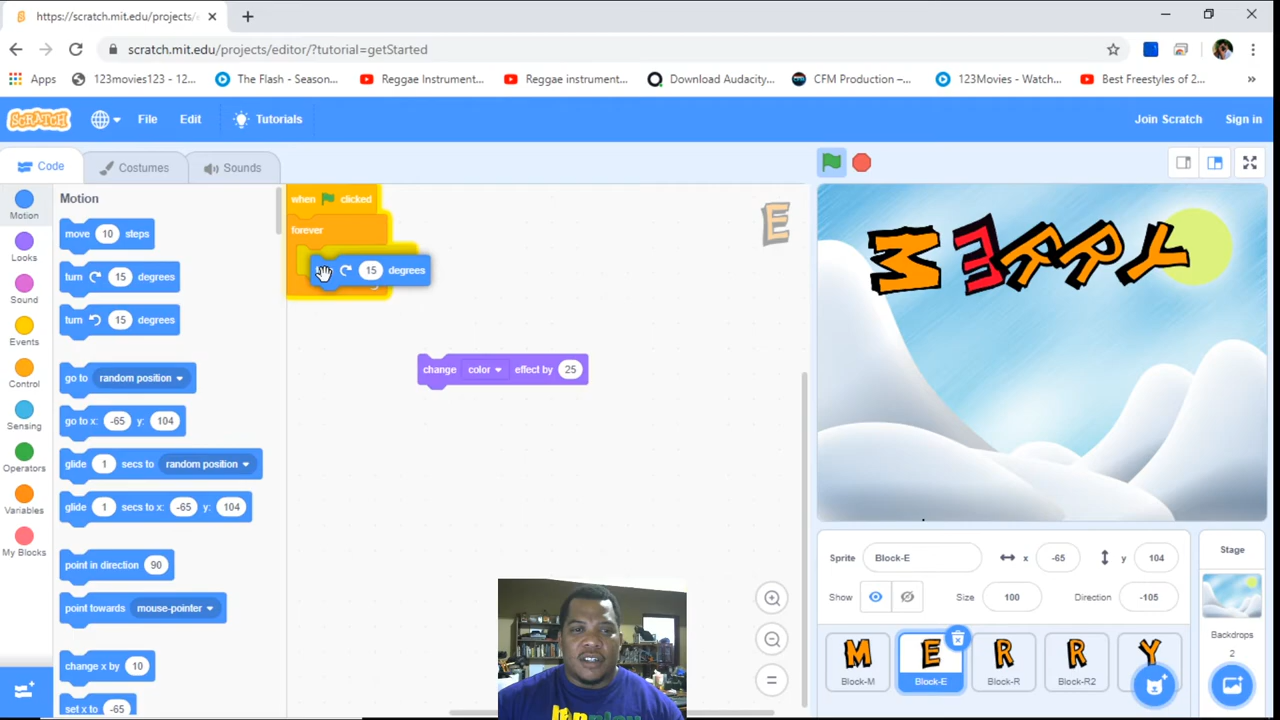 https://scratch.mit.edu/projects/e
scratch.mit.edu/projects/editor/?tutorial=getStarted
Apps 123movies123 - 12... The Flash - Season... Reggae Instrument... Reggae instrument... Download Audacity... CFM Production –... 123Movies - Watch... Best Freestyles of 2... »
SCRATCH File Edit Tutorials Join Scratch Sign in
Code Costumes Sounds
Motion
Looks
Sound
Events
Control
Sensing
Operators
Variables
My Blocks
Motion
move 10 steps
turn 15 degrees
turn 15 degrees
go to random position
go to x: -65 y: 104
glide 1 secs to random position
glide 1 secs to x: -65 y: 104
point in direction 90
point towards mouse-pointer
change x by 10
set x to -65
when clicked
forever
15 degrees
change color effect by 25
E
MERRY
Sprite Block-E x -65 y 104
Show Size 100 Direction -105
M E R R Y
Block-M Block-E Block-R Block-R2
Stage
Backdrops
2